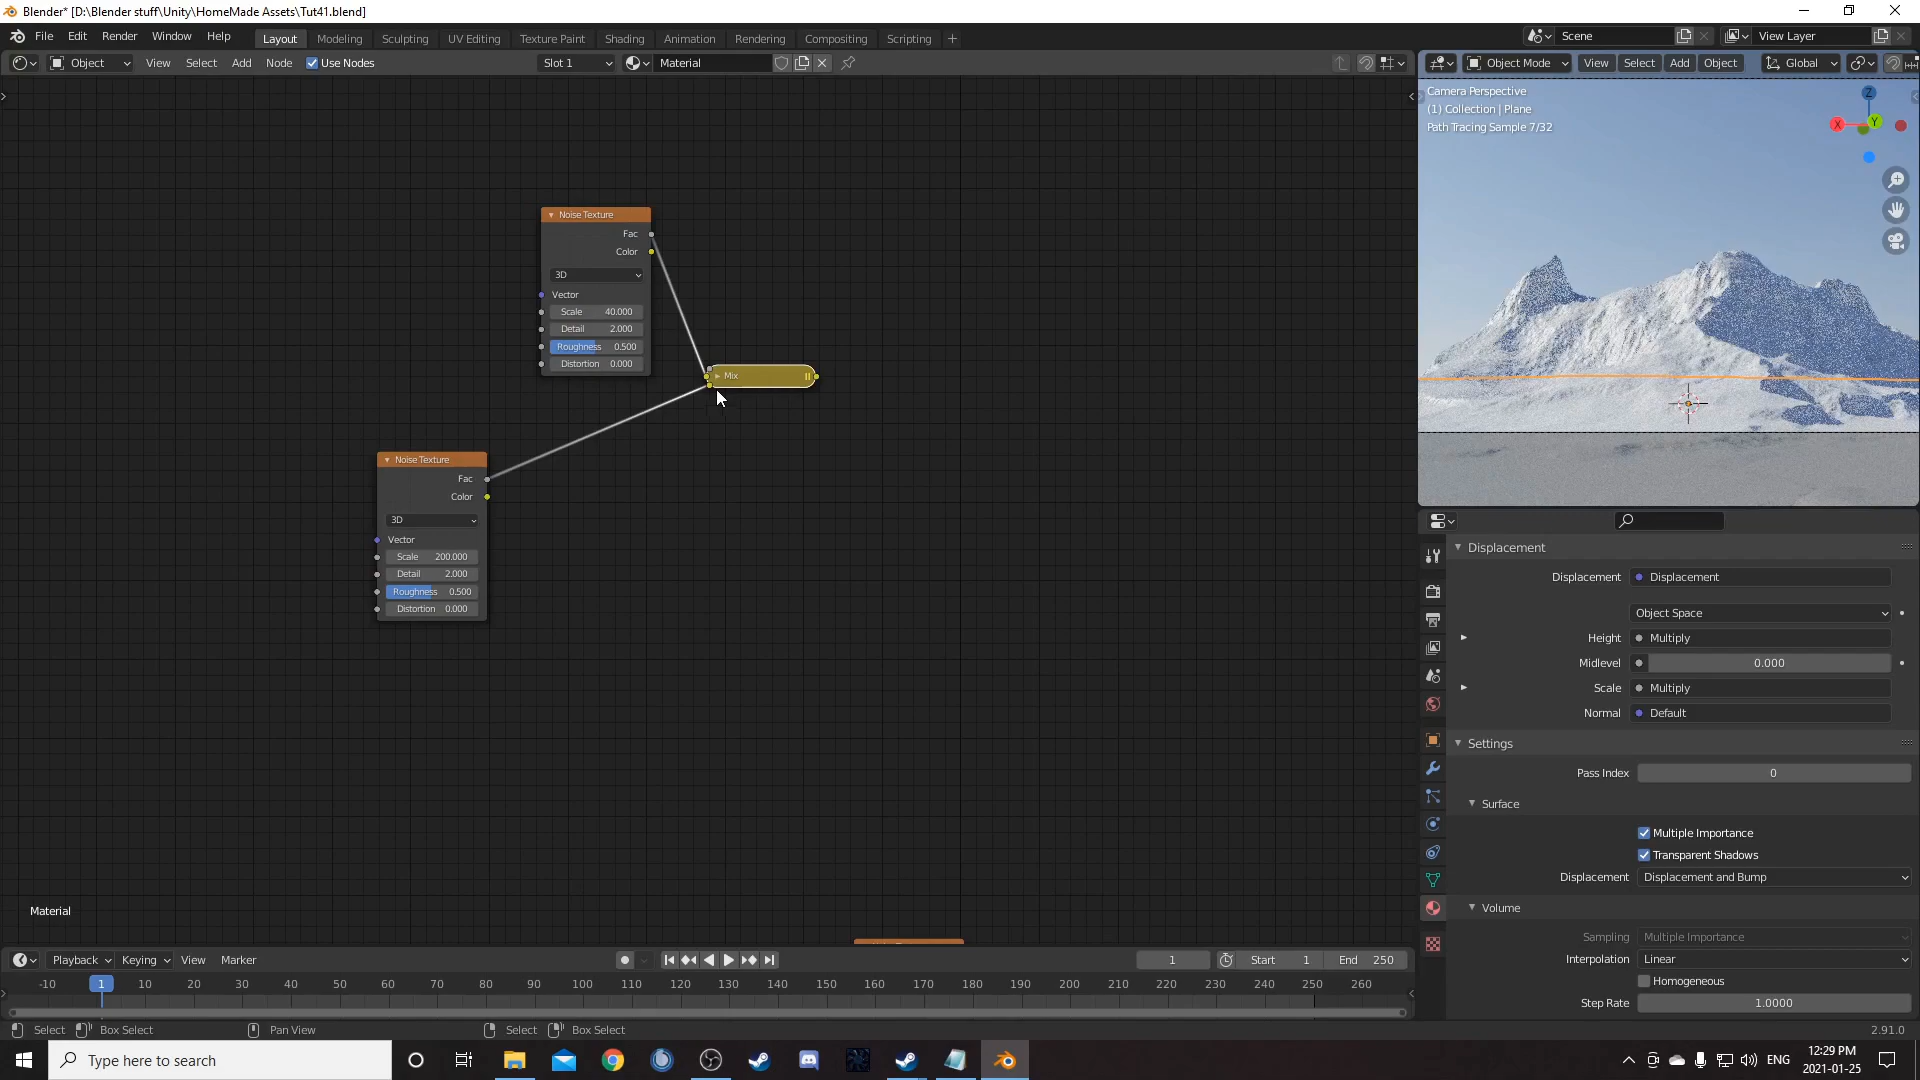 Blender* [D:\Blender stuff\Unity\HomeMade Assets\Tut41.blend]
File Edit Render Window Help Layout Modeling Sculpting UV Editing Texture Paint Shading Animation Rendering Compositing Scripting Scene View Layer
Object View Select Add Node Use Nodes Slot 1 Material Object Mode View Select Add Object Global
Camera Perspective
(1) Collection | Plane
Path Tracing Sample 7/32
Z
X
Y
Noise Texture
Fac
Color
3D
Vector
Scale 40.000
Detail 2.000
Roughness 0.500
Distortion 0.000
Mix
Noise Texture
Fac
Color
3D
Vector
Scale 200.000
Detail 2.000
Roughness 0.500
Distortion 0.000
Material
Displacement
Displacement Displacement
Object Space
Height Multiply
Midlevel 0.000
Scale Multiply
Normal Default
Settings
Pass Index 0
Surface
Multiple Importance
Transparent Shadows
Displacement Displacement and Bump
Volume
Sampling Multiple Importance
Interpolation Linear
Homogeneous
Step Rate 1.0000
Playback Keying View Marker 1 Start 1 End 250
-10 1 10 20 30 40 50 60 70 80 90 100 110 120 130 140 150 160 170 180 190 200 210 220 230 240 250 260
Select Box Select Pan View Select Box Select 2.91.0
Type here to search ENG 12:29 PM
2021-01-25